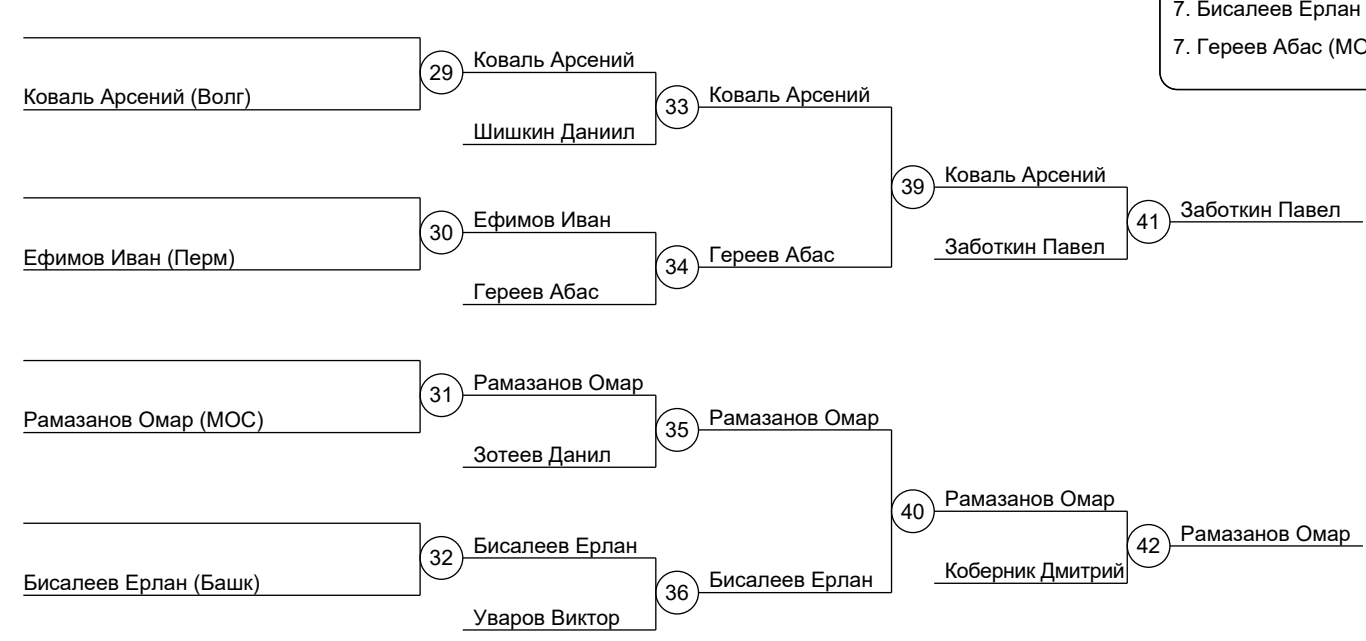 7. Бисалеев Ерлан
7. Гереев Абас (МО
29
Коваль Арсений
Коваль Арсений (Волг)
33
Коваль Арсений
Шишкин Даниил
39
Коваль Арсений
30
Ефимов Иван
41
Заботкин Павел
Ефимов Иван (Перм)
34
Гереев Абас
Заботкин Павел
Гереев Абас
31
Рамазанов Омар
Рамазанов Омар (МОС)
35
Рамазанов Омар
Зотеев Данил
40
Рамазанов Омар
32
Бисалеев Ерлан
42
Рамазанов Омар
Бисалеев Ерлан (Башк)
36
Бисалеев Ерлан
Коберник Дмитрий
Уваров Виктор